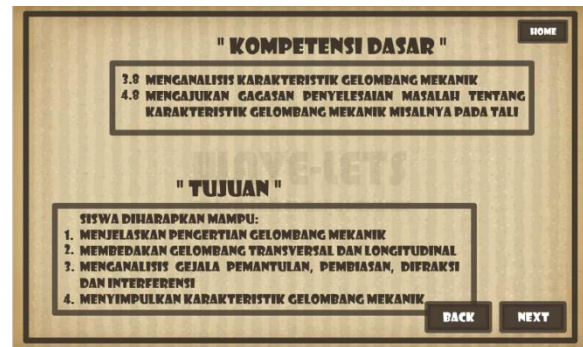 HOME
" KOMPETENSI DASAR "
3.8 MENGANALISIS KARAKTERISTIK GELOMBANG MEKANIK
4.8 MENGAJUKAN GAGASAN PENYELESAIAN MASALAH TENTANG
KARAKTERISTIK GELOMBANG MEKANIK MISALNYA PADA TALI
" TUJUAN "
SISWA DIHARAPKAN MAMPU:
1. MENJELASKAN PENGERTIAN GELOMBANG MEKANIK
2. MEMBEDAKAN GELOMBANG TRANSVERSAL DAN LONGITUDINAL
3. MENGANALISIS GEJALA PEMANTULAN, PEMBIASAN, DIFRAKSI
DAN INTERFERENSI
4. MENYIMPULKAN KARAKTERISTIK GELOMBANG MEKANIK
BACK
NEXT